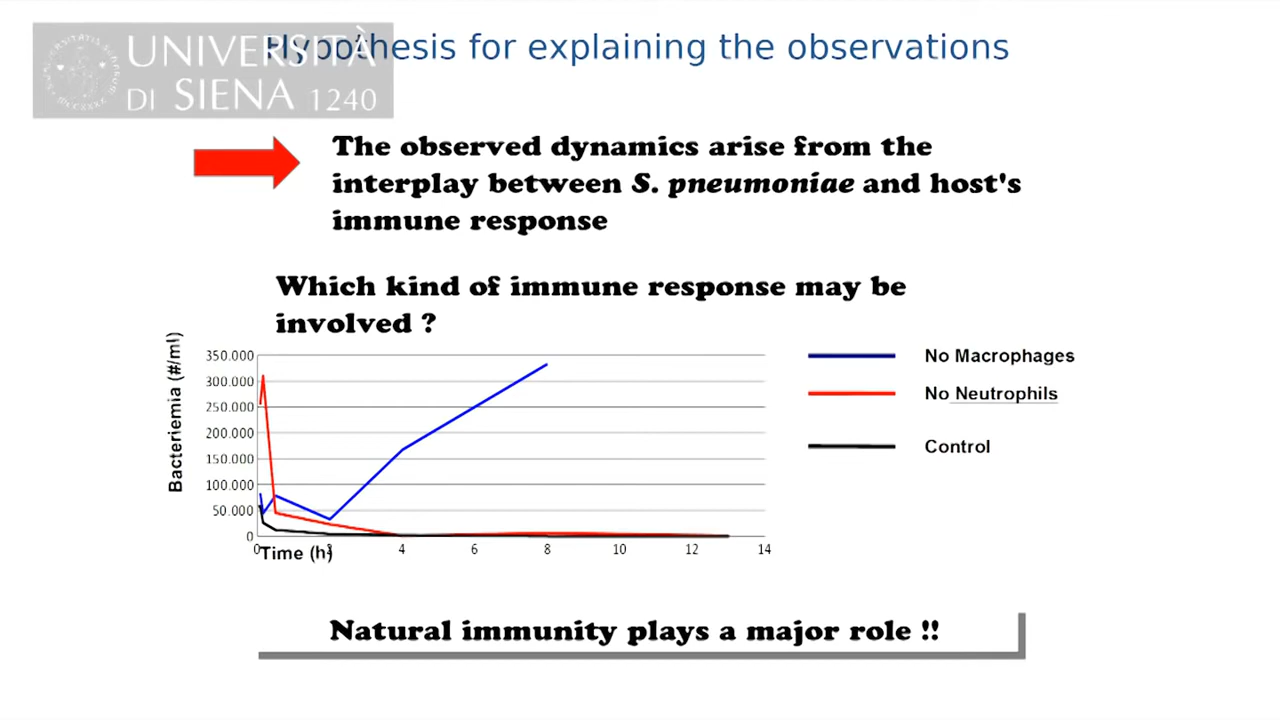 UNIVERSITÀ
DI SIENA 1240
Hypothesis for explaining the observations
The observed dynamics arise from the
interplay between S. pneumoniae and host's
immune response
Which kind of immune response may be
involved ?
Bacteriemia (#/ml)
350.000
300.000
250.000
200.000
150.000
100.000
50.000
0
0 2 4 6 8 10 12 14
Time (h)
No Macrophages
No Neutrophils
Control
Natural immunity plays a major role !!